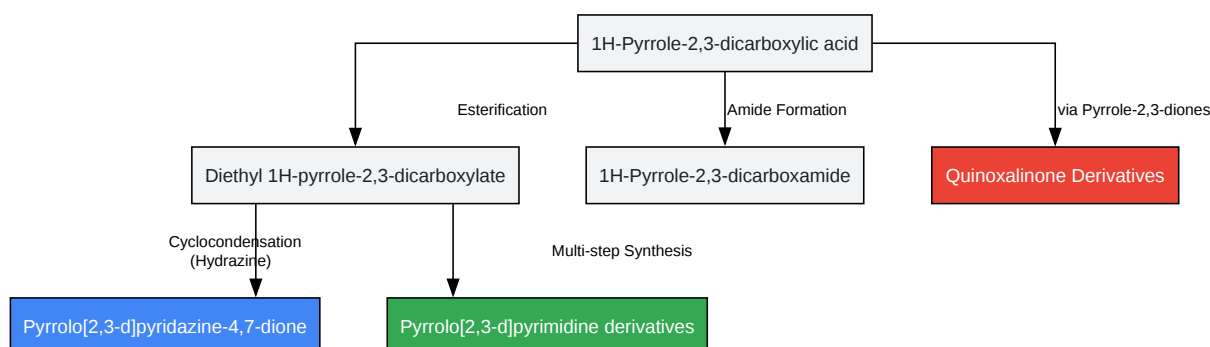 1H-Pyrrole-2,3-dicarboxylic acid
Esterification
Amide Formation
via Pyrrole-2,3-diones
Diethyl 1H-pyrrole-2,3-dicarboxylate
1H-Pyrrole-2,3-dicarboxamide
Quinoxalinone Derivatives
Cyclocondensation
(Hydrazine)
Multi-step Synthesis
Pyrrolo[2,3-d]pyridazine-4,7-dione
Pyrrolo[2,3-d]pyrimidine derivatives